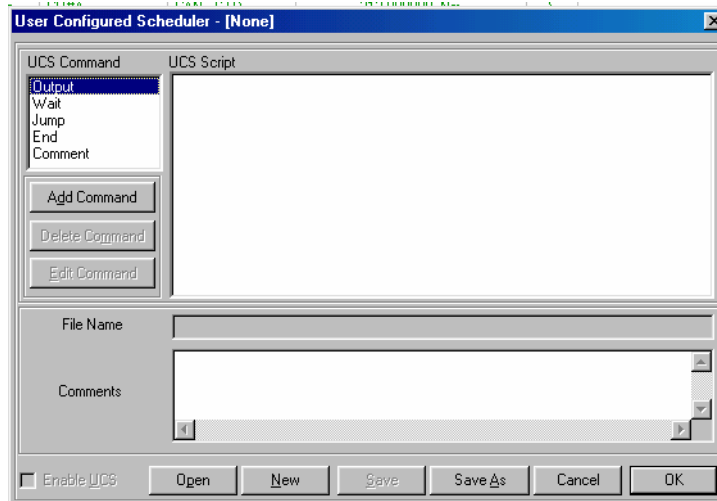 User Configured Scheduler - [None]
UCS Command
UCS Script
Output
Wait
Jump
End
Comment
Add Command
Delete Command
Edit Command
File Name
Comments
Enable UCS
Open
New
Save
Save As
Cancel
OK